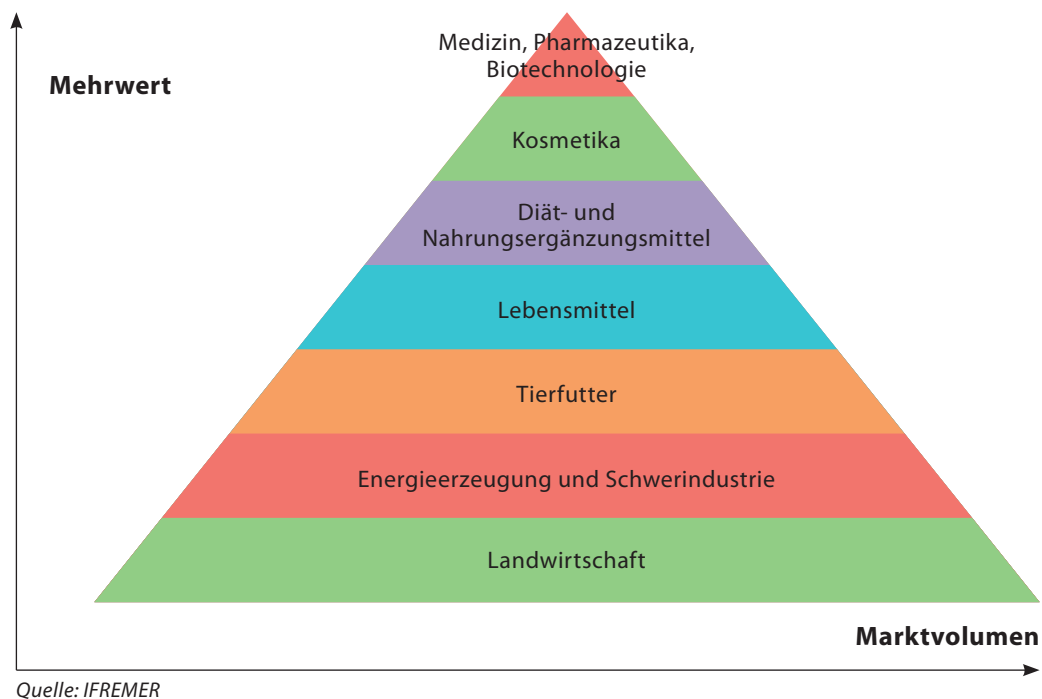 Medizin, Pharmazeutika,
Biotechnologie
Mehrwert
Kosmetika
Diät- und
Nahrungsergänzungsmittel
Lebensmittel
Tierfutter
Energieerzeugung und Schwerindustrie
Landwirtschaft
Marktvolumen
Quelle: IFREMER